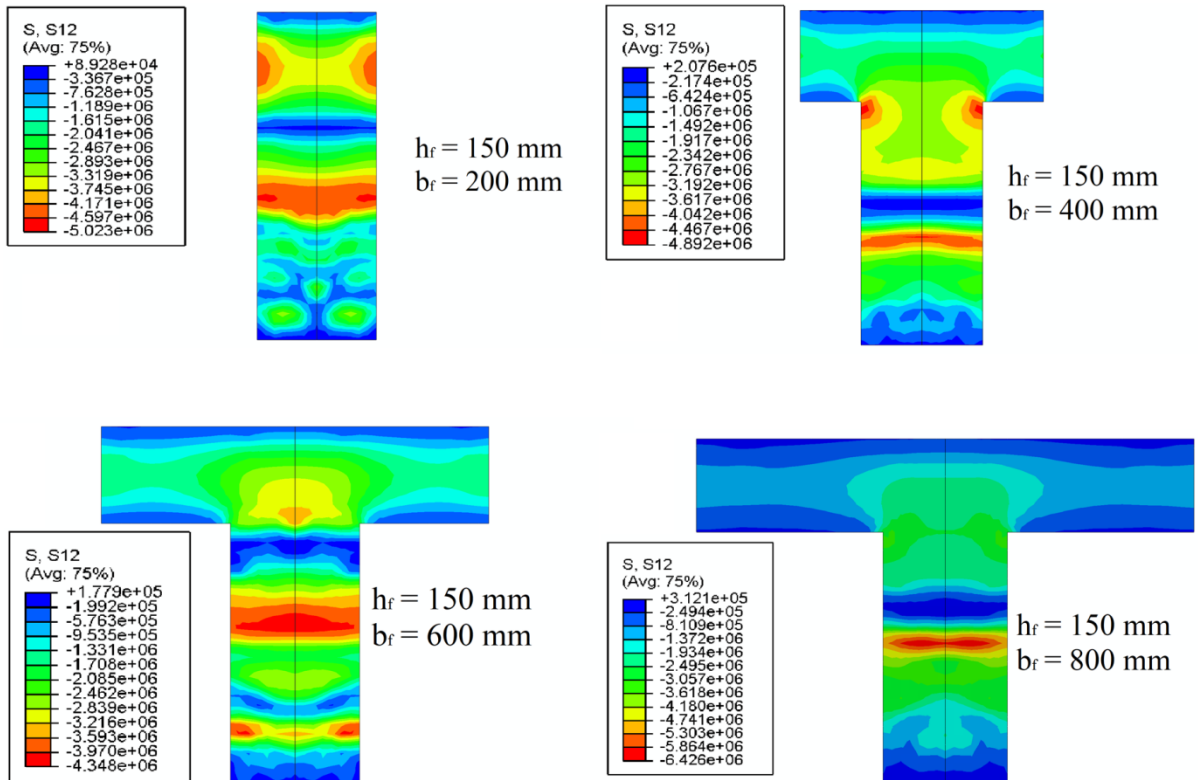 S, S12
(Avg: 75%)
+8.928e+04
-3.367e+05
-7.628e+05
-1.189e+06
-1.615e+06
-2.041e+06
-2.467e+06
-2.893e+06
-3.319e+06
-3.745e+06
-4.171e+06
-4.597e+06
-5.023e+06
hf = 150 mm
bf = 200 mm
S, S12
(Avg: 75%)
+2.076e+05
-2.174e+05
-6.424e+05
-1.067e+06
-1.492e+06
-1.917e+06
-2.342e+06
-2.767e+06
-3.192e+06
-3.617e+06
-4.042e+06
-4.467e+06
-4.892e+06
hf = 150 mm
bf = 400 mm
S, S12
(Avg: 75%)
+1.779e+05
-1.992e+05
-5.763e+05
-9.535e+05
-1.331e+06
-1.708e+06
-2.085e+06
-2.462e+06
-2.839e+06
-3.216e+06
-3.593e+06
-3.970e+06
-4.348e+06
hf = 150 mm
bf = 600 mm
S, S12
(Avg: 75%)
+3.121e+05
-2.494e+05
-8.109e+05
-1.372e+06
-1.934e+06
-2.495e+06
-3.057e+06
-3.618e+06
-4.180e+06
-4.741e+06
-5.303e+06
-5.864e+06
-6.426e+06
hf = 150 mm
bf = 800 mm